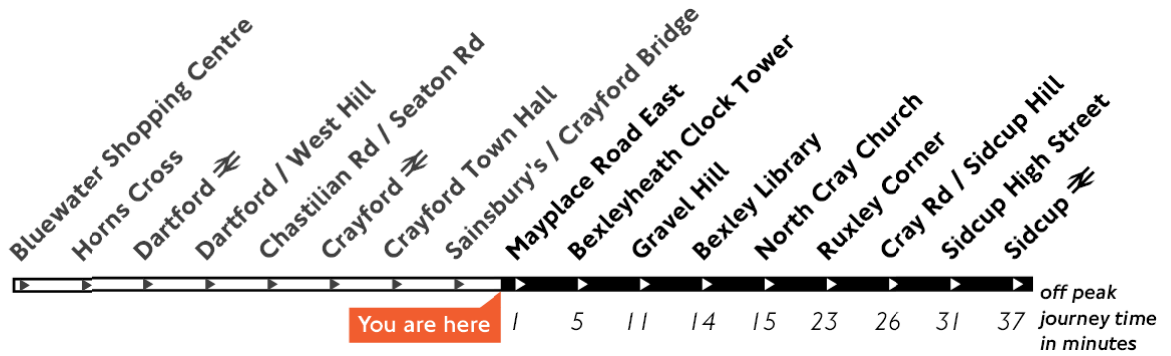 Bluewater Shopping Centre
Horns Cross
Dartford
Dartford / West Hill
Chastilian Rd / Seaton Rd
Crayford
Crayford Town Hall
Sainsbury's / Crayford Bridge
Mayplace Road East
Bexleyheath Clock Tower
Gravel Hill
Bexley Library
North Cray Church
Ruxley Corner
Cray Rd / Sidcup Hill
Sidcup High Street
Sidcup
You are here
1 5 11 14 15 23 26 31 37
off peak
journey time
in minutes